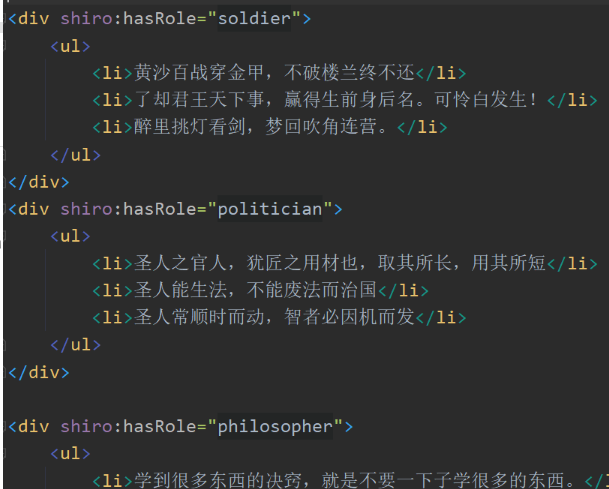 <div shiro:hasRole="soldier">
<ul>
<li>黄沙百战穿金甲，不破楼兰终不还</li>
<li>了却君王天下事，赢得生前身后名。可怜白发生！</li>
<li>醉里挑灯看剑，梦回吹角连营。</li>
</ul>
</div>
<div shiro:hasRole="politician">
<ul>
<li>圣人之官人，犹匠之用材也，取其所长，用其所短</li>
<li>圣人能生法，不能废法而治国</li>
<li>圣人常顺时而动，智者必因机而发</li>
</ul>
</div>
<div shiro:hasRole="philosopher">
<ul>
<li>学到很多东西的决窍，就是不要一下子学很多的东西。</l